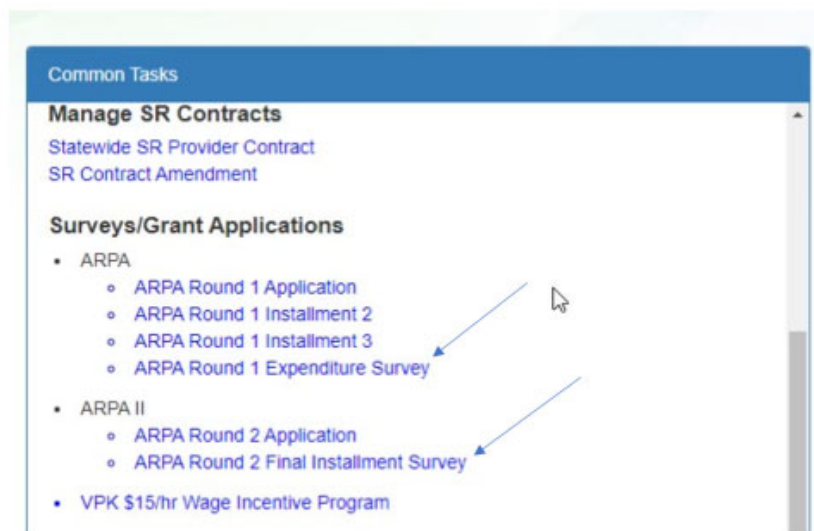 Common Tasks
Manage SR Contracts
Statewide SR Provider Contract
SR Contract Amendment
Surveys/Grant Applications
ARPA
ARPA Round 1 Application
ARPA Round 1 Installment 2
ARPA Round 1 Installment 3
ARPA Round 1 Expenditure Survey
ARPA II
ARPA Round 2 Application
ARPA Round 2 Final Installment Survey
VPK $15/hr Wage Incentive Program